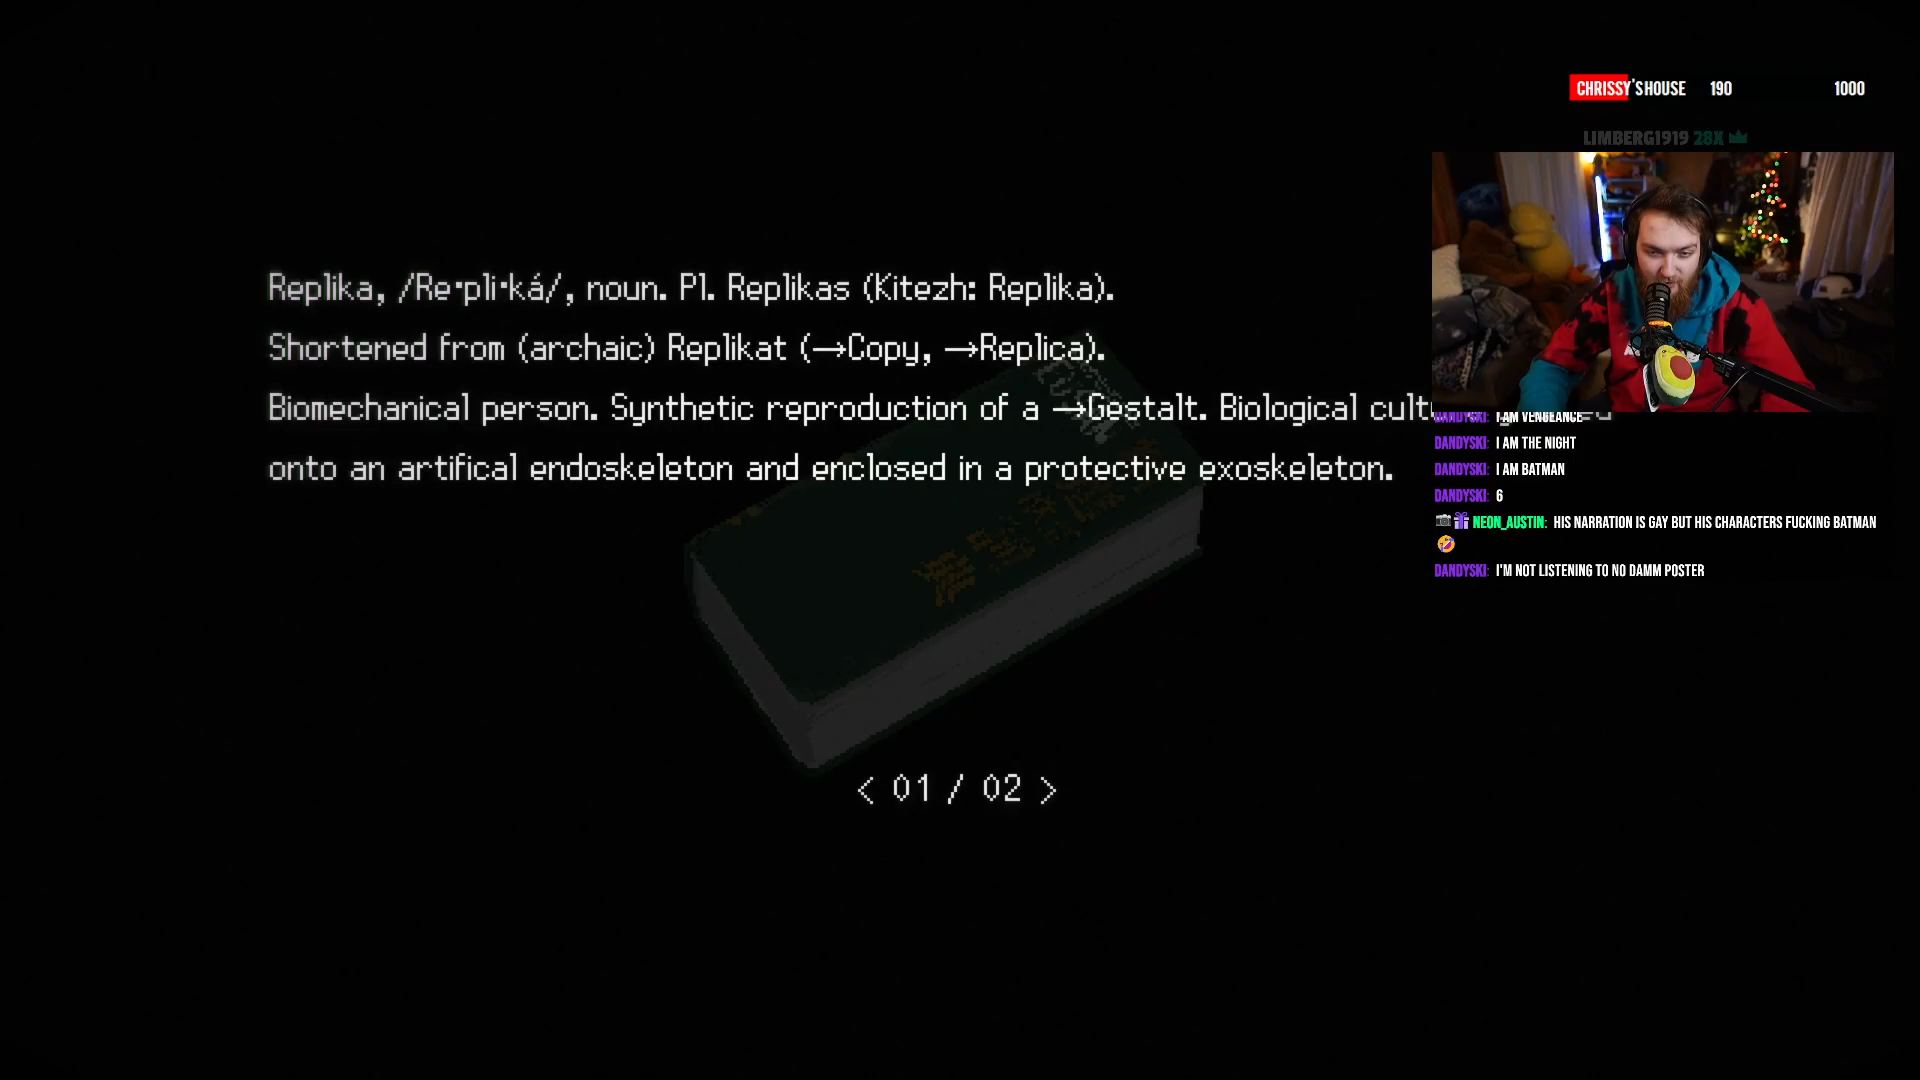 CHRISSY'SHOUSE 190 1000
LIMBERG1919 28X
Replika, /Re·pli·ká/, noun. Pl. Replikas (Kitezh: Replika).
Shortened from (archaic) Replikat (→Copy, →Replica).
Biomechanical person. Synthetic reproduction of a →Gestalt. Biological
onto an artifical endoskeleton and enclosed in a protective exoskeleton.
< 01 / 02 >
DANDYSKI: I AM VENGEANCE
DANDYSKI: I AM THE NIGHT
DANDYSKI: I AM BATMAN
DANDYSKI: 6
NEON_AUSTIN: HIS NARRATION IS GAY BUT HIS CHARACTERS FUCKING BATMAN
DANDYSKI: I'M NOT LISTENING TO NO DAMM POSTER